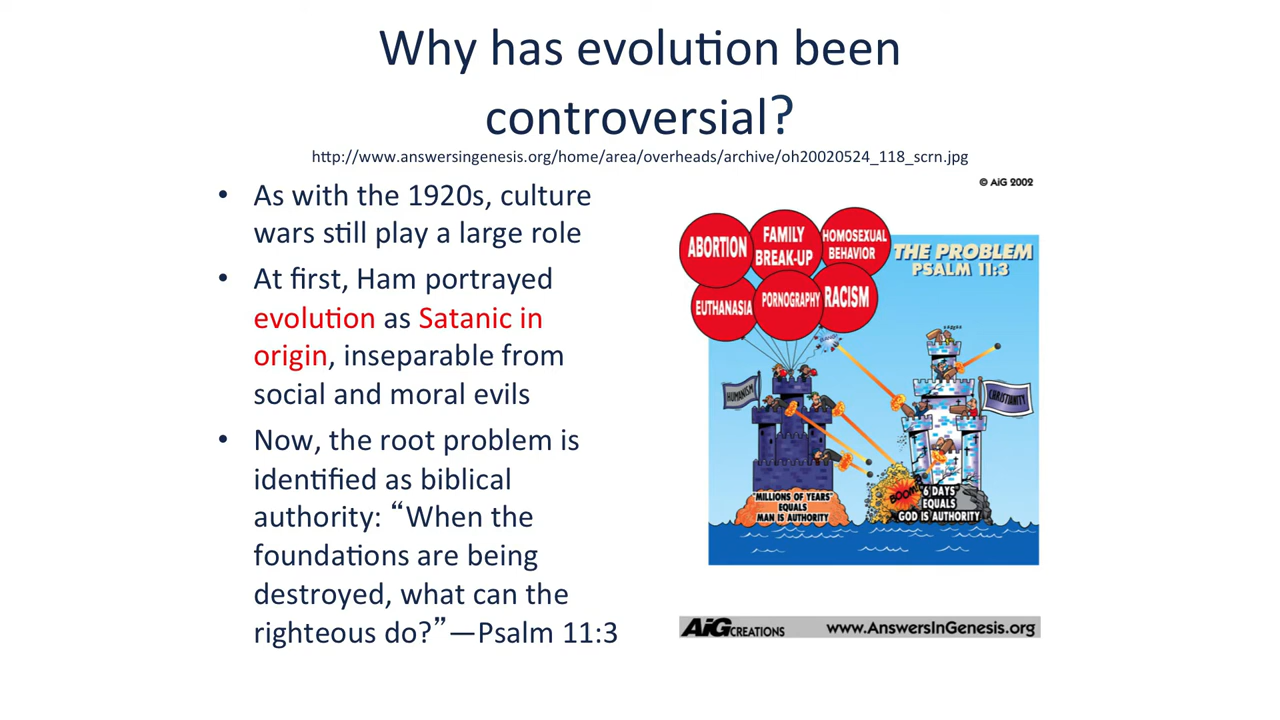 Why has evolution been
controversial?
http://www.answersingenesis.org/home/area/overheads/archive/oh20020524_118_scrn.jpg
• As with the 1920s, culture
wars still play a large role
• At first, Ham portrayed
evolution as Satanic in
origin, inseparable from
social and moral evils
• Now, the root problem is
identified as biblical
authority: “When the
foundations are being
destroyed, what can the
righteous do?”—Psalm 11:3
© AiG 2002
ABORTION
FAMILY
BREAK-UP
HOMOSEXUAL
BEHAVIOR
EUTHANASIA
PORNOGRAPHY
RACISM
THE PROBLEM
PSALM 11:3
HUMANISM
CHRISTIANITY
BOOM!
"MILLIONS OF YEARS"
EQUALS
MAN IS AUTHORITY
"6 DAYS"
EQUALS
GOD IS AUTHORITY
AiG CREATIONS
www.AnswersInGenesis.org